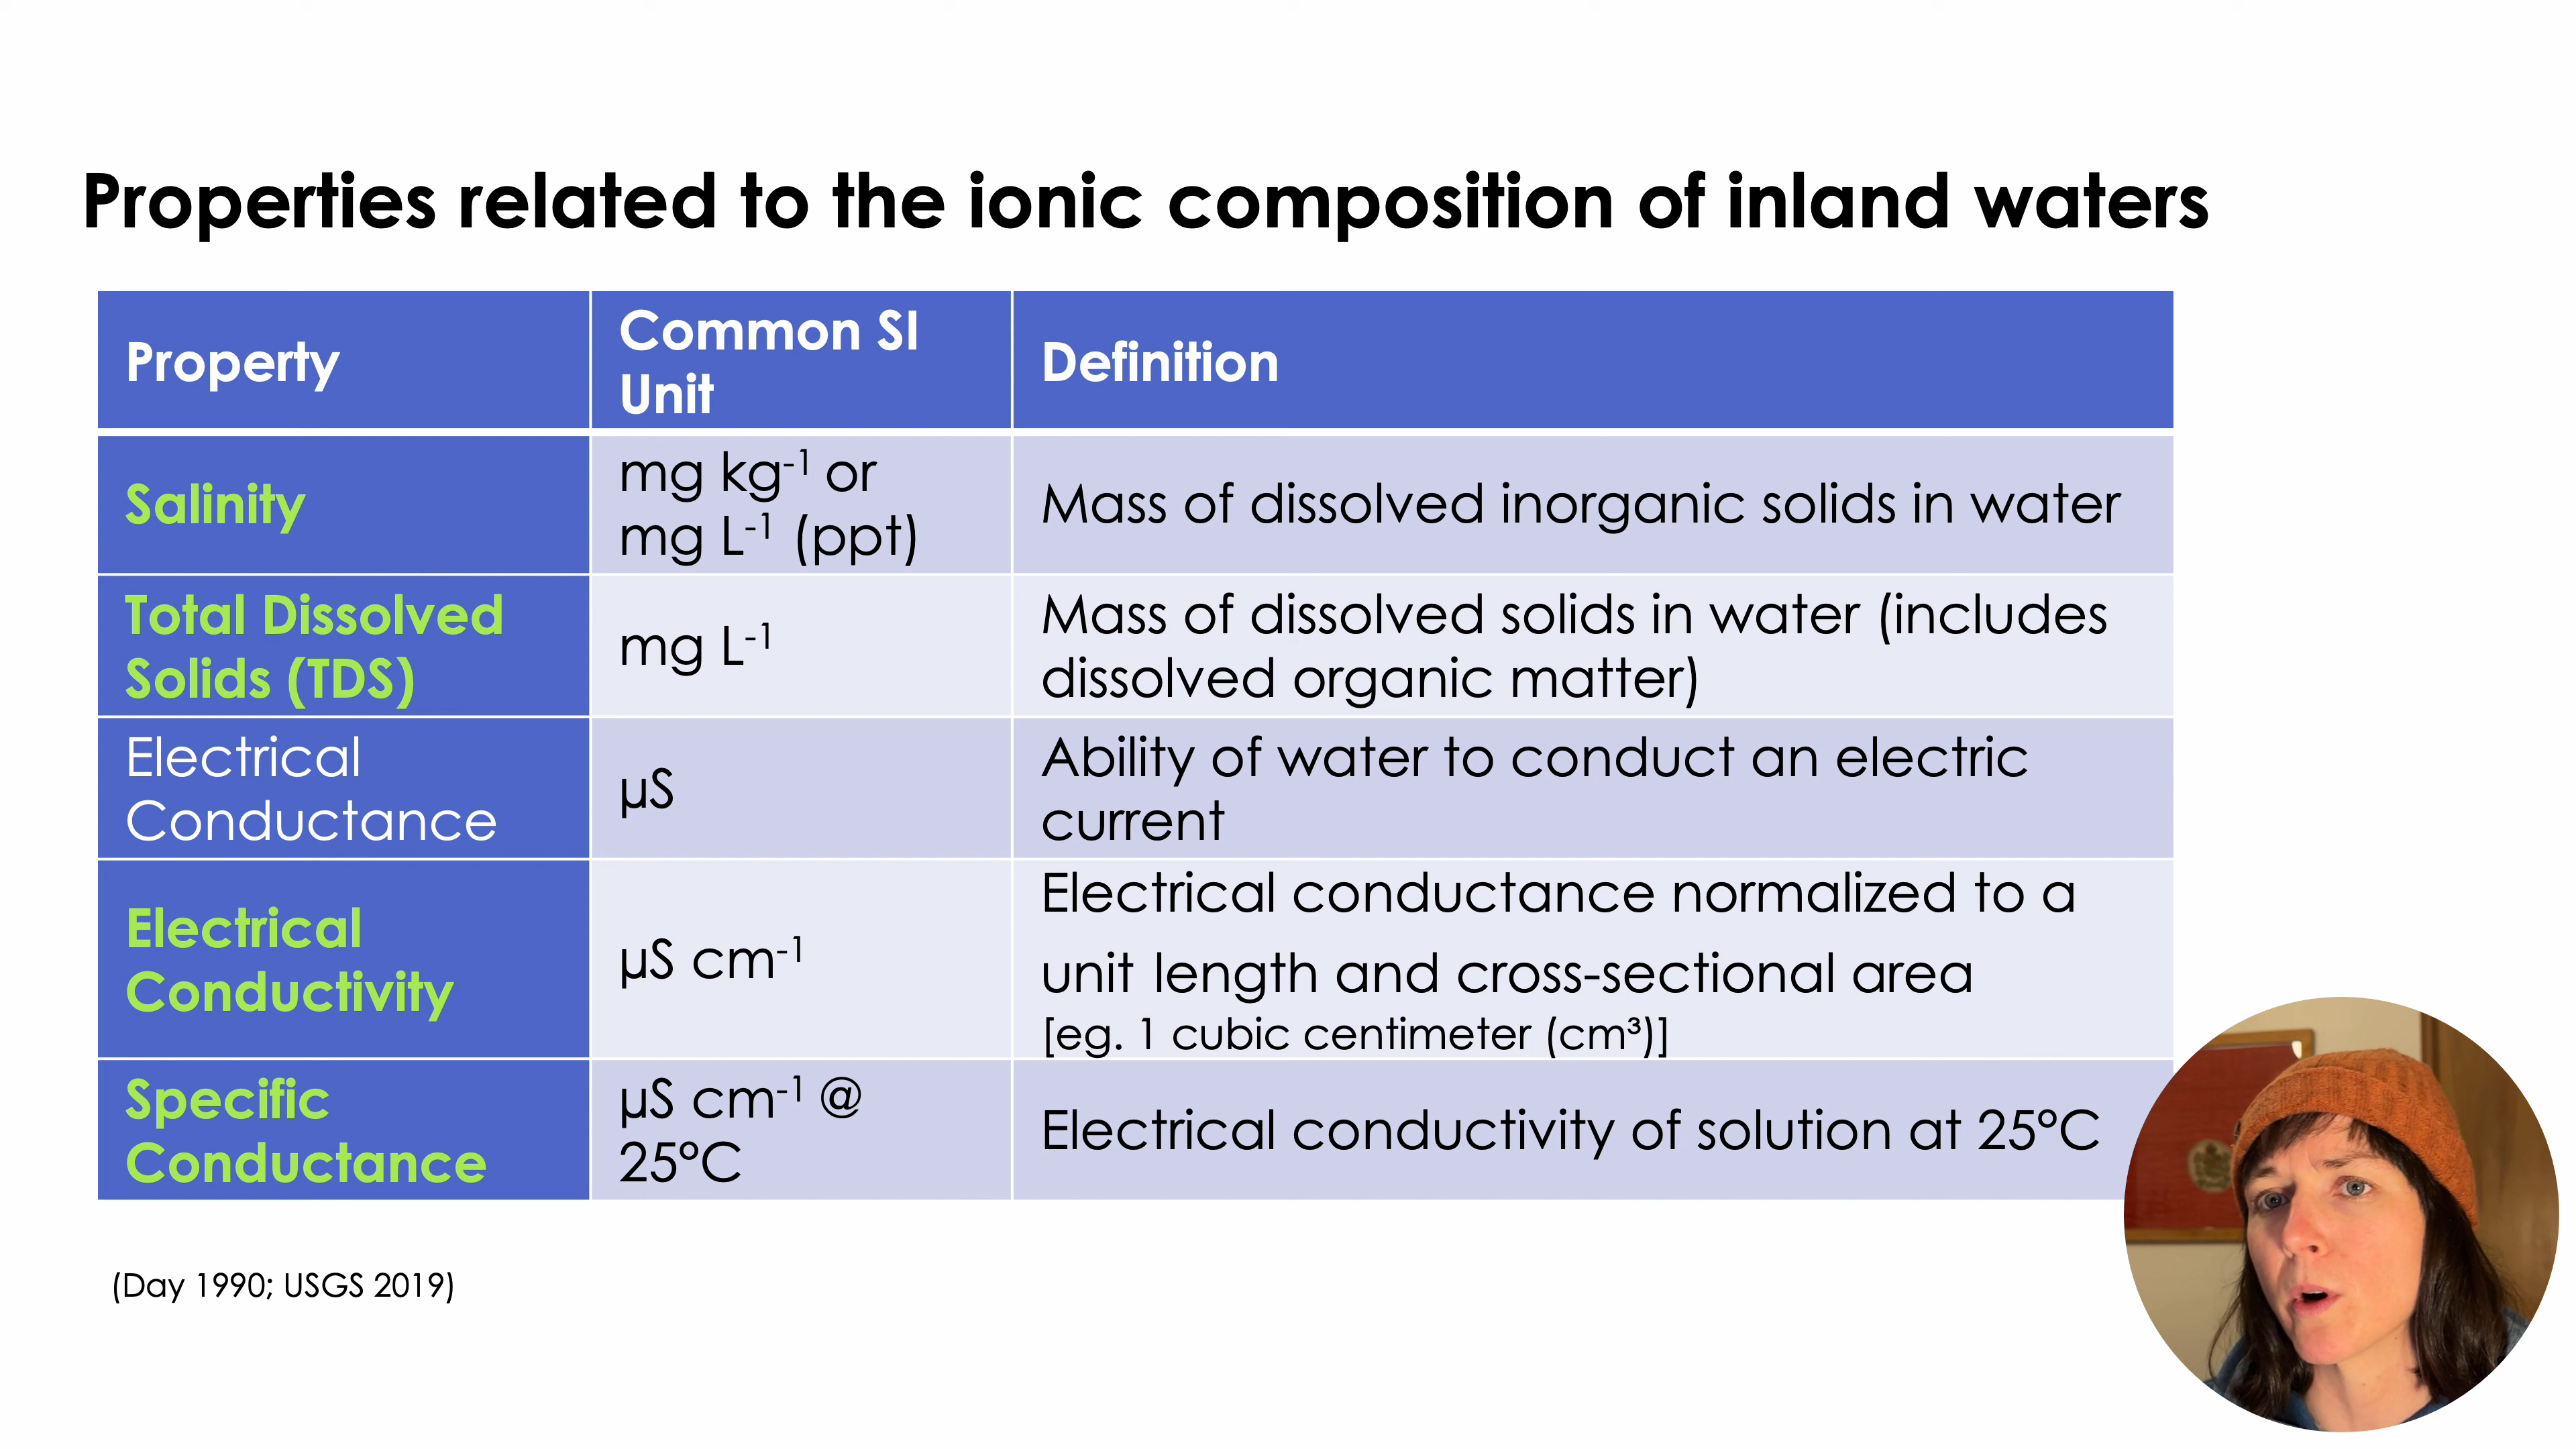 Properties related to the ionic composition of inland waters
Property
Common SI
Unit
Definition
Salinity
mg kg⁻¹ or
mg L⁻¹ (ppt)
Mass of dissolved inorganic solids in water
Total Dissolved
Solids (TDS)
mg L⁻¹
Mass of dissolved solids in water (includes
dissolved organic matter)
Electrical
Conductance
µS
Ability of water to conduct an electric
current
Electrical
Conductivity
µS cm⁻¹
Electrical conductance normalized to a
unit length and cross-sectional area
[eg. 1 cubic centimeter (cm³)]
Specific
Conductance
µS cm⁻¹ @
25°C
Electrical conductivity of solution at 25°C
(Day 1990; USGS 2019)